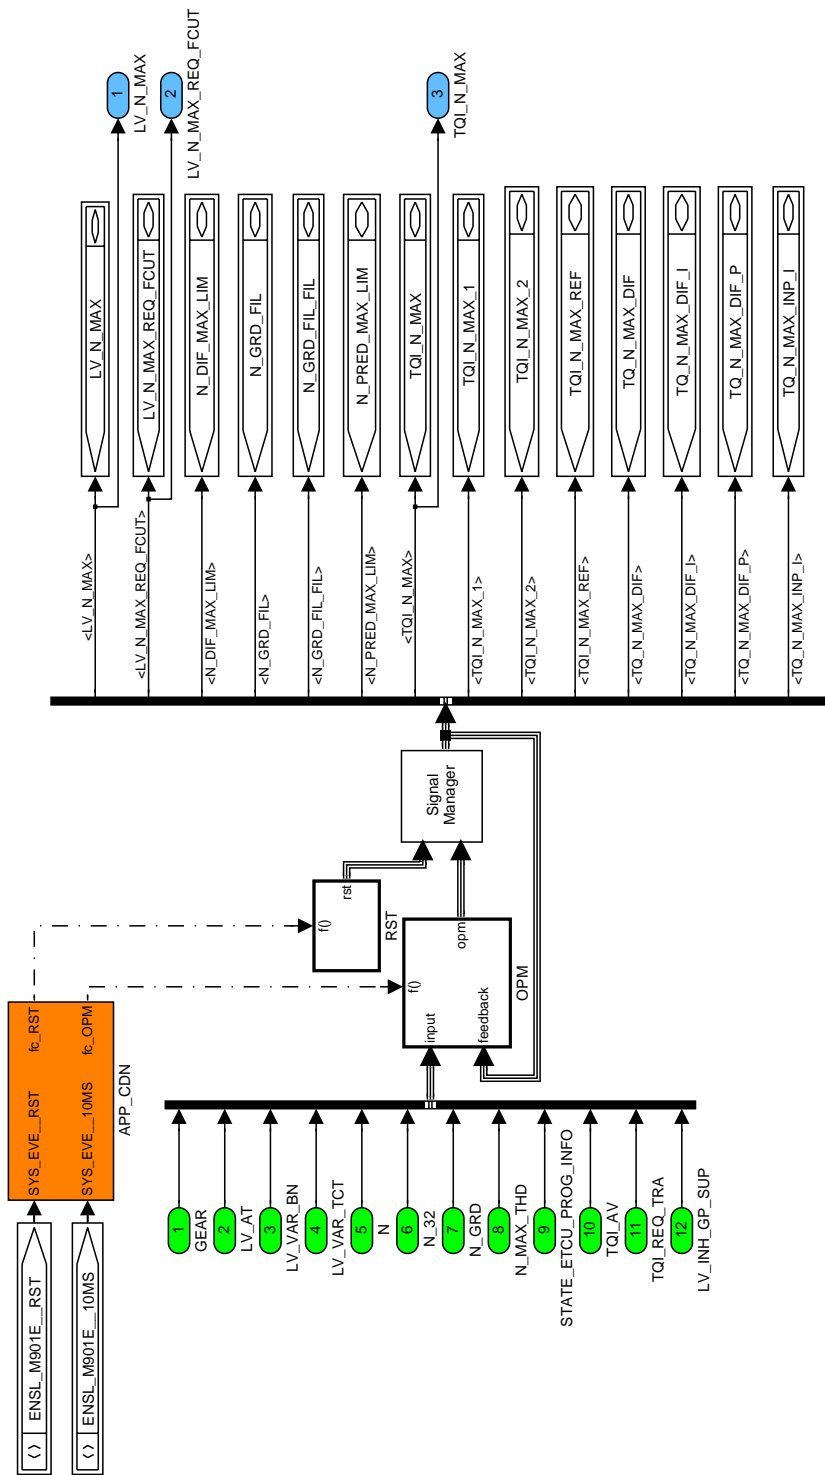 <> ENSL_M901E__RST
<> ENSL_M901E__10MS
SYS_EVE__RST
fc_RST
SYS_EVE__10MS
fc_OPM
APP_CDN
1
GEAR
2
LV_AT
3
LV_VAR_BN
4
LV_VAR_TCT
5
N
6
N_32
7
N_GRD
8
N_MAX_THD
9
STATE_ETCU_PROG_INFO
10
TQI_AV
11
TQI_REQ_TRA
12
LV_INH_GP_SUP
f()
rst
RST
f()
input
feedback
opm
OPM
Signal
Manager
<LV_N_MAX>
<LV_N_MAX_REQ_FCUT>
<N_DIF_MAX_LIM>
<N_GRD_FIL>
<N_GRD_FIL_FIL>
<N_PRED_MAX_LIM>
<TQI_N_MAX>
<TQI_N_MAX_1>
<TQI_N_MAX_2>
<TQI_N_MAX_REF>
<TQ_N_MAX_DIF>
<TQ_N_MAX_DIF_I>
<TQ_N_MAX_DIF_P>
<TQ_N_MAX_INP_I>
LV_N_MAX
LV_N_MAX_REQ_FCUT
N_DIF_MAX_LIM
N_GRD_FIL
N_GRD_FIL_FIL
N_PRED_MAX_LIM
TQI_N_MAX
TQI_N_MAX_1
TQI_N_MAX_2
TQI_N_MAX_REF
TQ_N_MAX_DIF
TQ_N_MAX_DIF_I
TQ_N_MAX_DIF_P
TQ_N_MAX_INP_I
1
LV_N_MAX
2
LV_N_MAX_REQ_FCUT
3
TQI_N_MAX